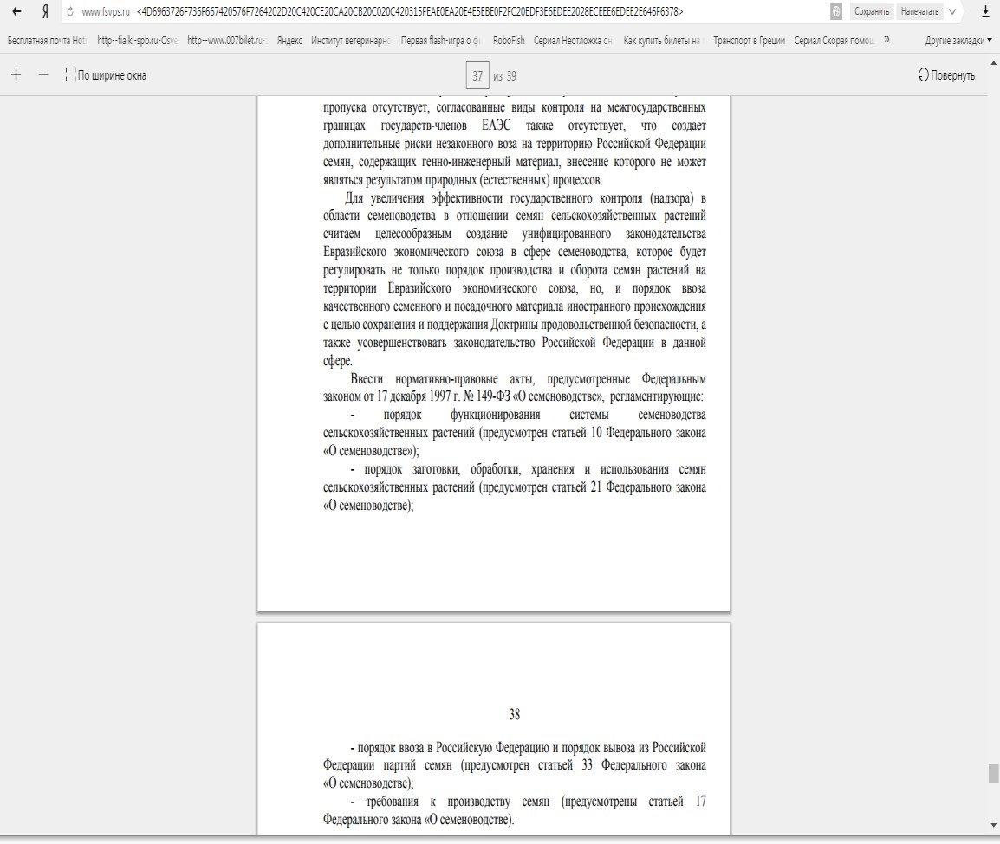 www.fsvps.ru <4D6963726F736F667420576F7264202D20C420CE20CA20CB20C020C420315FEAE0EA20E4E5EBE0F2FC20EDF3E6EDEE2028ECEEE6EDEE2E646F6378>
Сохранить Напечатать
Бесплатная почта Hot http--fialki-spb.ru-Osve http--www.007bilet.ru- Яндекс Институт ветеринарно Первая flash-игра о ф RoboFish Сериал Неотложка он Как купить билеты на Транспорт в Греции Сериал Скорая помощ » Другие закладки
+ − По ширине окна 37 из 39 Повернуть
пропуска отсутствует, согласованные виды контроля на межгосударственных
границах государств-членов ЕАЭС также отсутствует, что создает
дополнительные риски незаконного воза на территорию Российской Федерации
семян, содержащих генно-инженерный материал, внесение которого не может
являться результатом природных (естественных) процессов.
Для увеличения эффективности государственного контроля (надзора) в
области семеноводства в отношении семян сельскохозяйственных растений
считаем целесообразным создание унифицированного законодательства
Евразийского экономического союза в сфере семеноводства, которое будет
регулировать не только порядок производства и оборота семян растений на
территории Евразийского экономического союза, но, и порядок ввоза
качественного семенного и посадочного материала иностранного происхождения
с целью сохранения и поддержания Доктрины продовольственной безопасности, а
также усовершенствовать законодательство Российской Федерации в данной
сфере.
Ввести нормативно-правовые акты, предусмотренные Федеральным
законом от 17 декабря 1997 г. № 149-ФЗ «О семеноводстве», регламентирующие:
- порядок функционирования системы семеноводства
сельскохозяйственных растений (предусмотрен статьей 10 Федерального закона
«О семеноводстве»);
- порядок заготовки, обработки, хранения и использования семян
сельскохозяйственных растений (предусмотрен статьей 21 Федерального закона
«О семеноводстве);
38
- порядок ввоза в Российскую Федерацию и порядок вывоза из Российской
Федерации партий семян (предусмотрен статьей 33 Федерального закона
«О семеноводстве);
- требования к производству семян (предусмотрены статьей 17
Федерального закона «О семеноводстве).